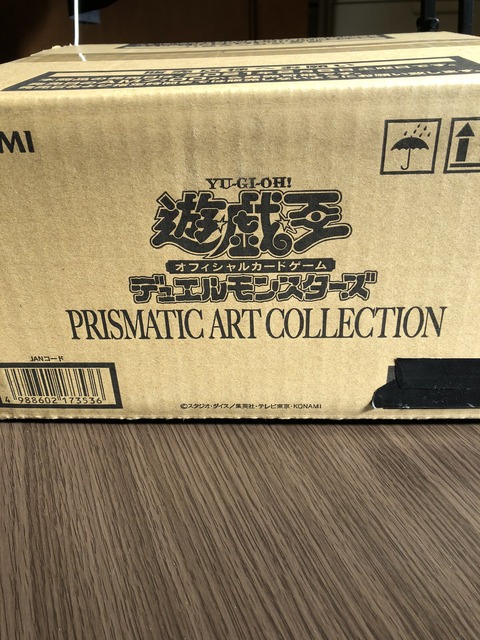 MI
YU-GI-OH!
遊戯王
オフィシャルカードゲーム
デュエルモンスターズ
PRISMATIC ART COLLECTION
JANコード
4 988602 173536
©スタジオ・ダイス/集英社・テレビ東京・KONAMI